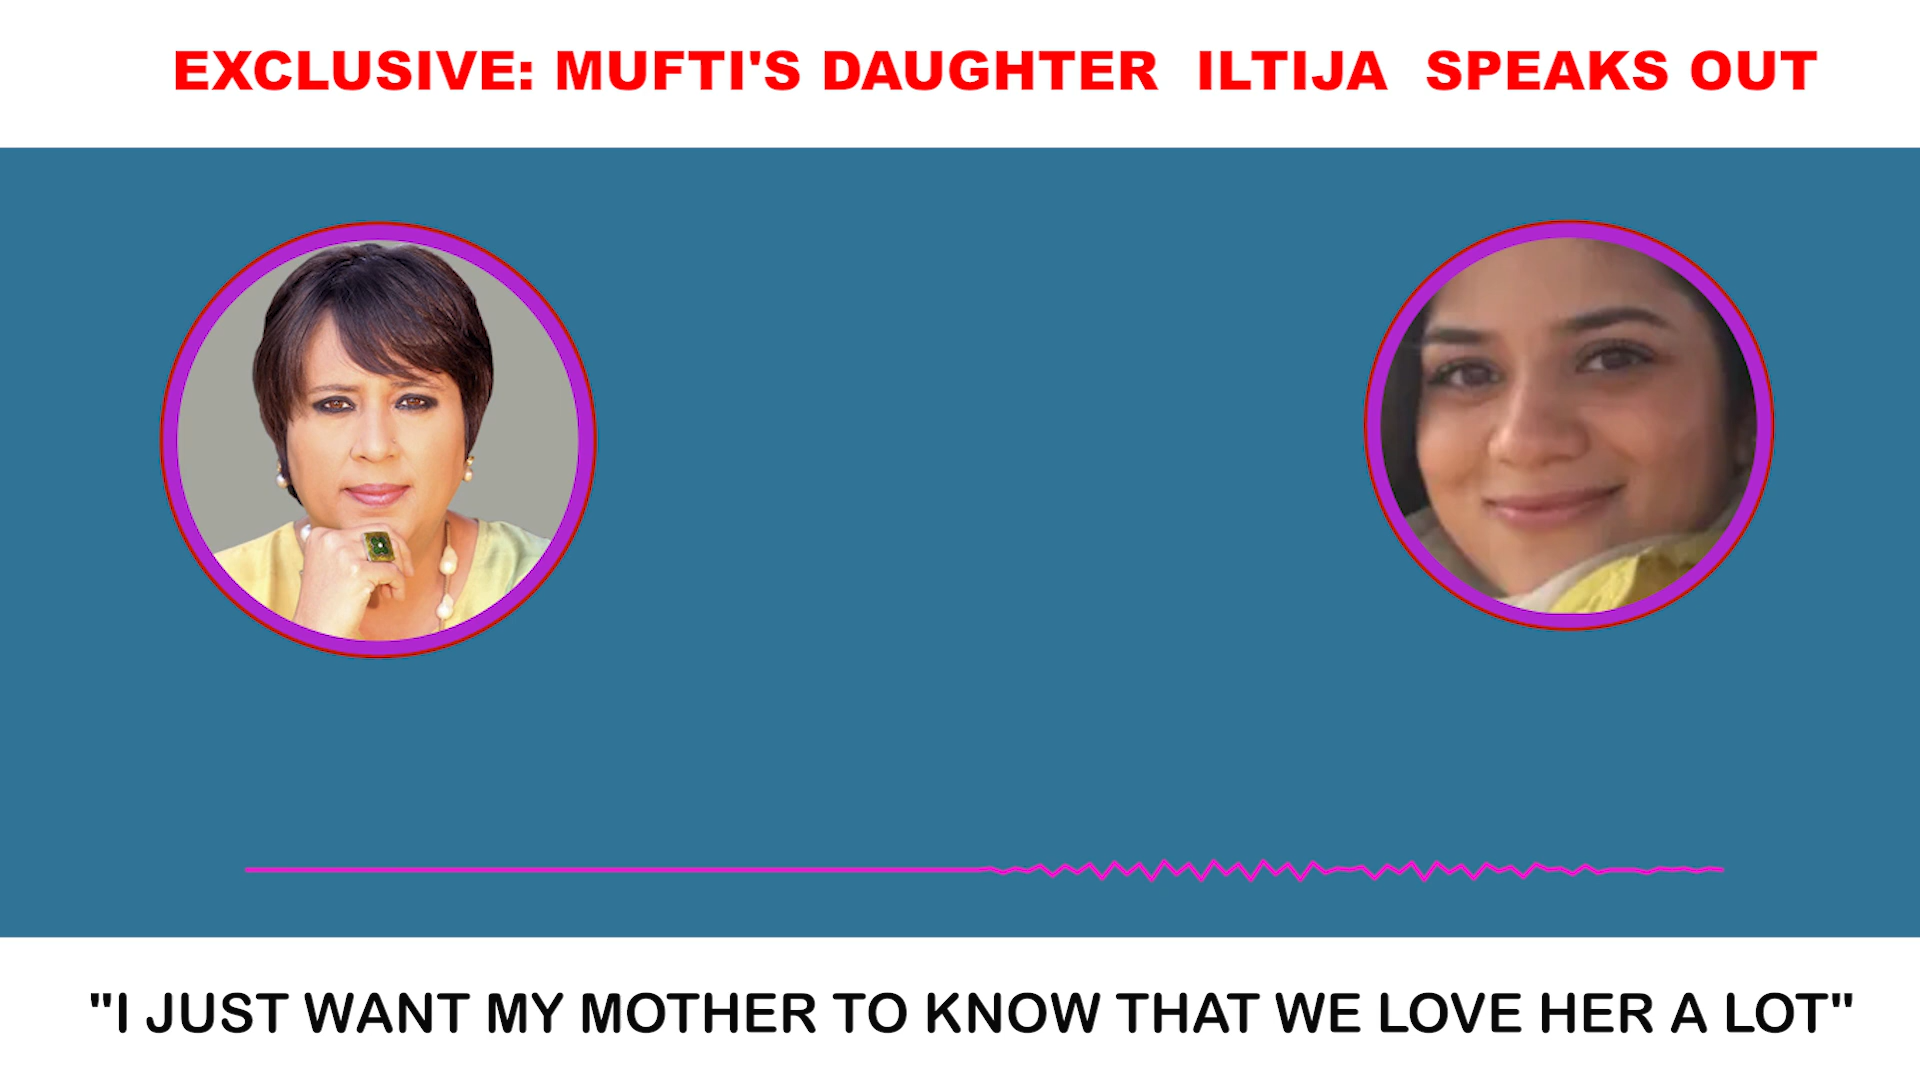 EXCLUSIVE: MUFTI'S DAUGHTER ILTIJA SPEAKS OUT
"I JUST WANT MY MOTHER TO KNOW THAT WE LOVE HER A LOT"